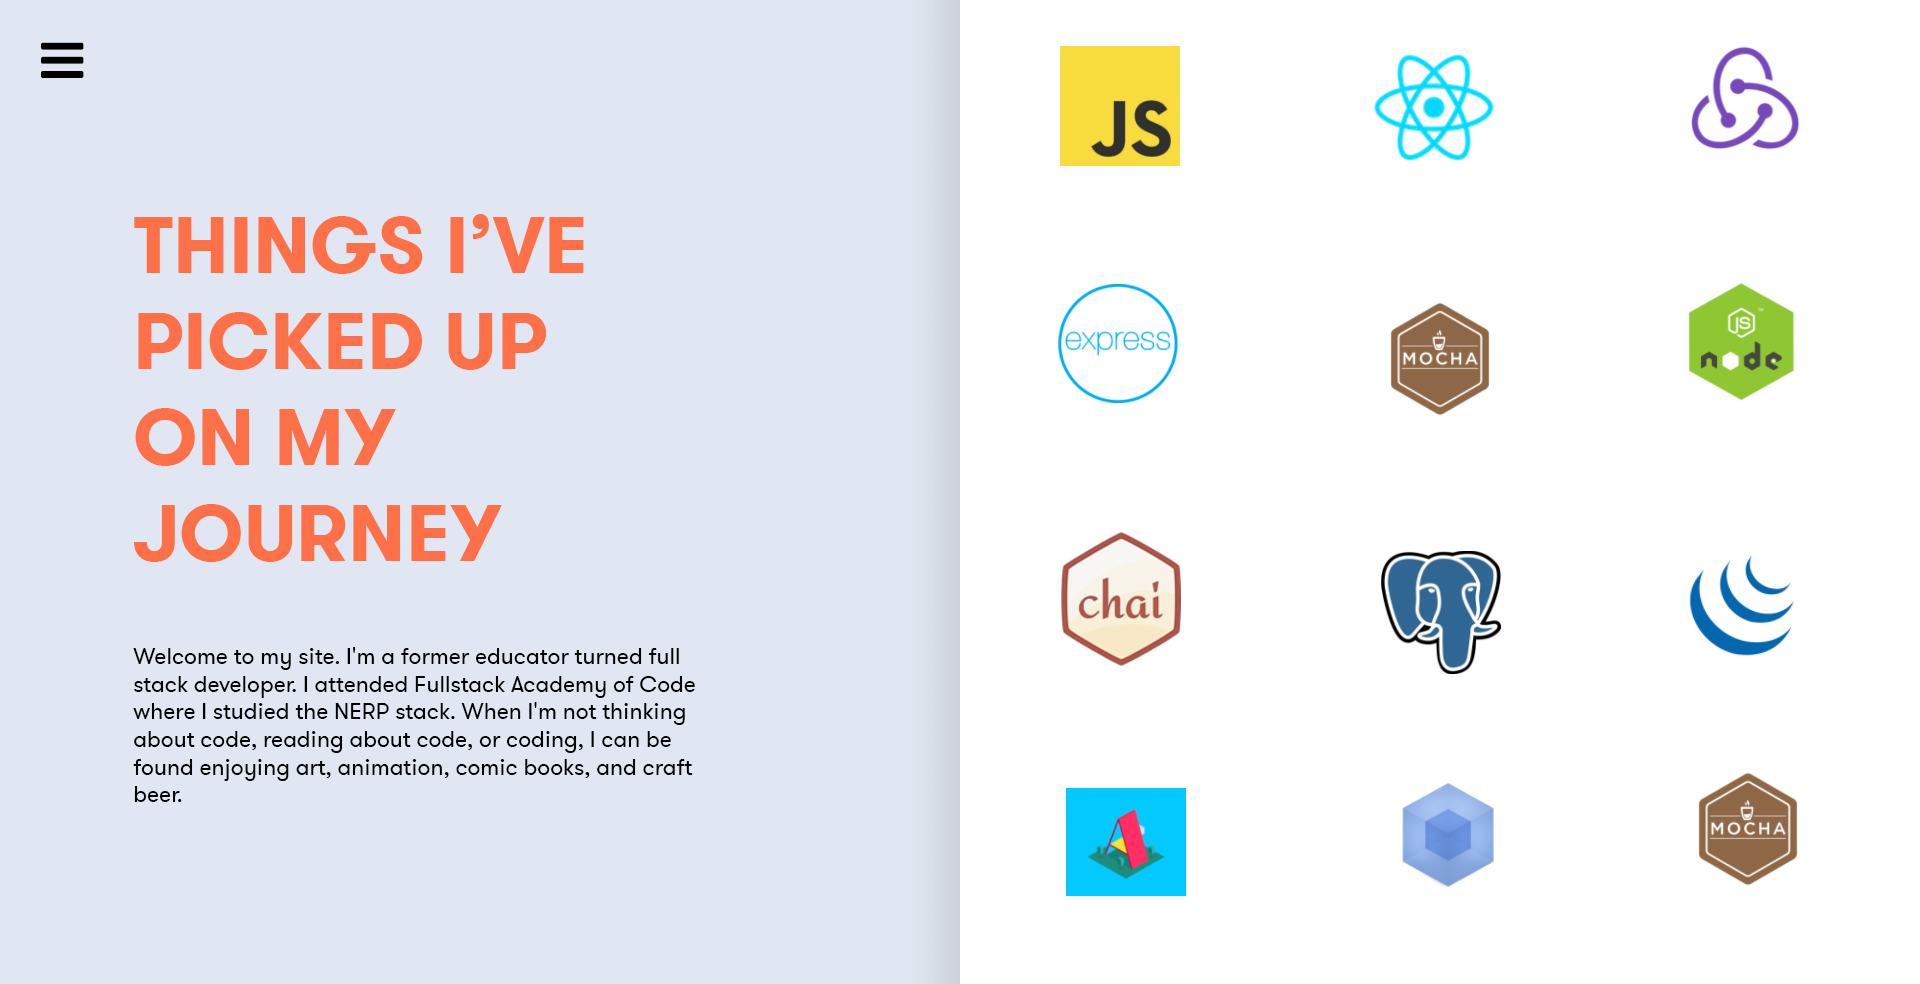 THINGS I’VE
PICKED UP
ON MY
JOURNEY
Welcome to my site. I'm a former educator turned full
stack developer. I attended Fullstack Academy of Code
where I studied the NERP stack. When I'm not thinking
about code, reading about code, or coding, I can be
found enjoying art, animation, comic books, and craft
beer.
JS
express
MOCHA
JS
node
chai
A
MOCHA